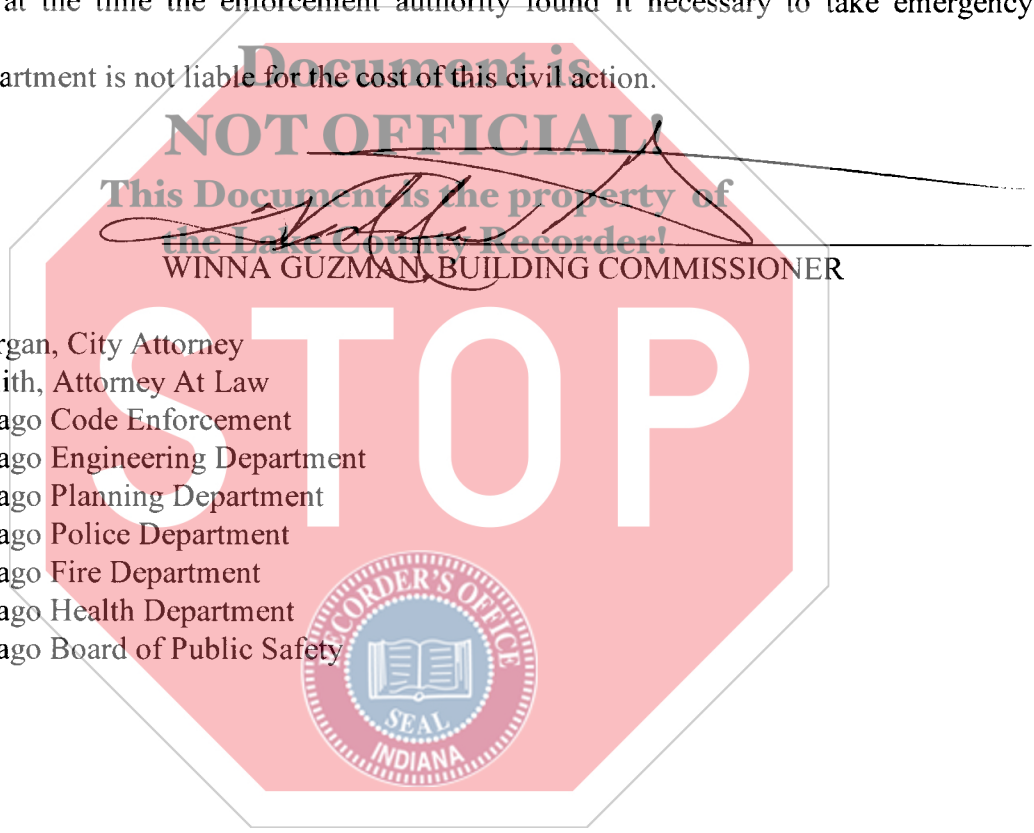 at the time the enforcement authority found it necessary to take emergency
artment is not liable for the cost of this civil action.
Document is
NOT OFFICIAL!
This Document is the property of
the Lake County Recorder!
WINNA GUZMAN, BUILDING COMMISSIONER
rgan, City Attorney
ith, Attorney At Law
ago Code Enforcement
ago Engineering Department
ago Planning Department
ago Police Department
ago Fire Department
ago Health Department
ago Board of Public Safety
STOP
RECORDER'S OFFICE
SEAL
INDIANA